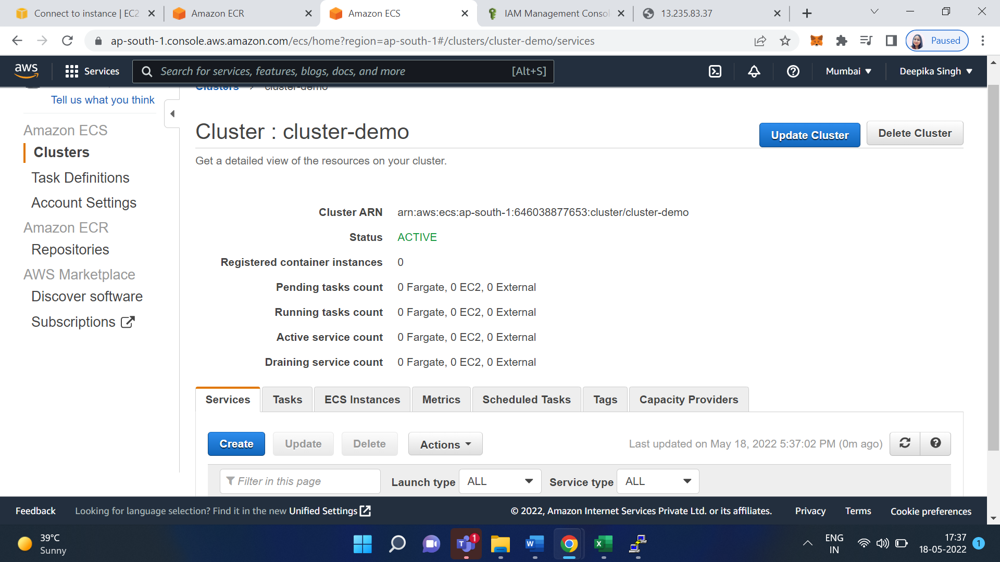 Connect to instance | EC2
Amazon ECR
Amazon ECS
IAM Management Consol
13.235.83.37
ap-south-1.console.aws.amazon.com/ecs/home?region=ap-south-1#/clusters/cluster-demo/services
Paused
aws
Services
Search for services, features, blogs, docs, and more
[Alt+S]
Mumbai
Deepika Singh
Clusters
cluster-demo
Tell us what you think
Amazon ECS
Clusters
Task Definitions
Account Settings
Amazon ECR
Repositories
AWS Marketplace
Discover software
Subscriptions
Cluster : cluster-demo
Update Cluster
Delete Cluster
Get a detailed view of the resources on your cluster.
Cluster ARN arn:aws:ecs:ap-south-1:646038877653:cluster/cluster-demo
Status ACTIVE
Registered container instances 0
Pending tasks count 0 Fargate, 0 EC2, 0 External
Running tasks count 0 Fargate, 0 EC2, 0 External
Active service count 0 Fargate, 0 EC2, 0 External
Draining service count 0 Fargate, 0 EC2, 0 External
Services
Tasks
ECS Instances
Metrics
Scheduled Tasks
Tags
Capacity Providers
Create
Update
Delete
Actions
Last updated on May 18, 2022 5:37:02 PM (0m ago)
Filter in this page
Launch type ALL
Service type ALL
Feedback
Looking for language selection? Find it in the new Unified Settings
© 2022, Amazon Internet Services Private Ltd. or its affiliates.
Privacy
Terms
Cookie preferences
39°C
Sunny
1
ENG
IN
17:37
18-05-2022
1